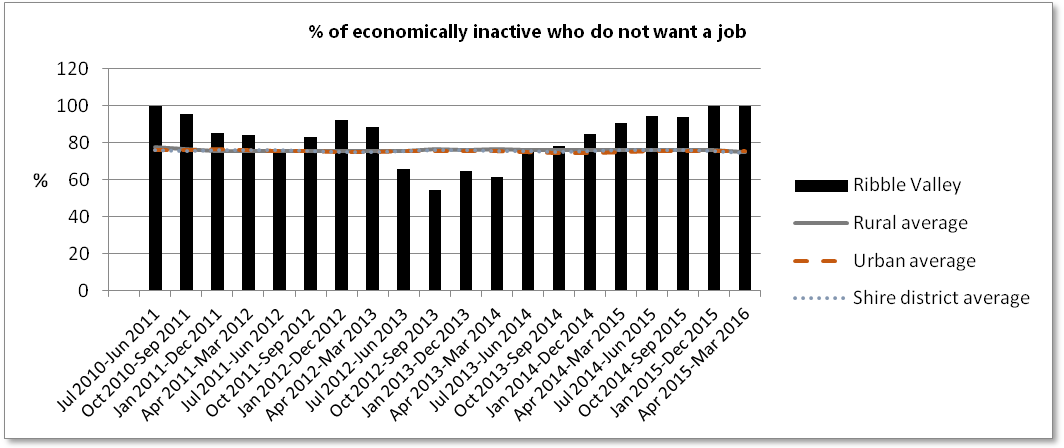 % of economically inactive who do not want a job
120
100
80
60
40
20
0
%
Jul 2010-Jun 2011
Oct 2010-Sep 2011
Jan 2011-Dec 2011
Apr 2011-Mar 2012
Jul 2011-Jun 2012
Oct 2011-Sep 2012
Jan 2012-Dec 2012
Apr 2012-Mar 2013
Jul 2012-Jun 2013
Oct 2012-Sep 2013
Jan 2013-Dec 2013
Apr 2013-Mar 2014
Jul 2013-Jun 2014
Oct 2013-Sep 2014
Jan 2014-Dec 2014
Apr 2014-Mar 2015
Jul 2014-Jun 2015
Oct 2014-Sep 2015
Jan 2015-Dec 2015
Apr 2015-Mar 2016
Ribble Valley
Rural average
Urban average
Shire district average